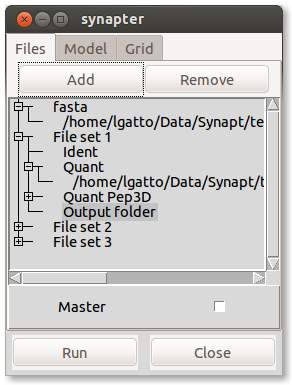 synapter
Files Model Grid
Add Remove
fasta
/home/lgatto/Data/Synapt/te
File set 1
Ident
Quant
/home/lgatto/Data/Synapt/t
Quant Pep3D
Output folder
File set 2
File set 3
Master
Run Close